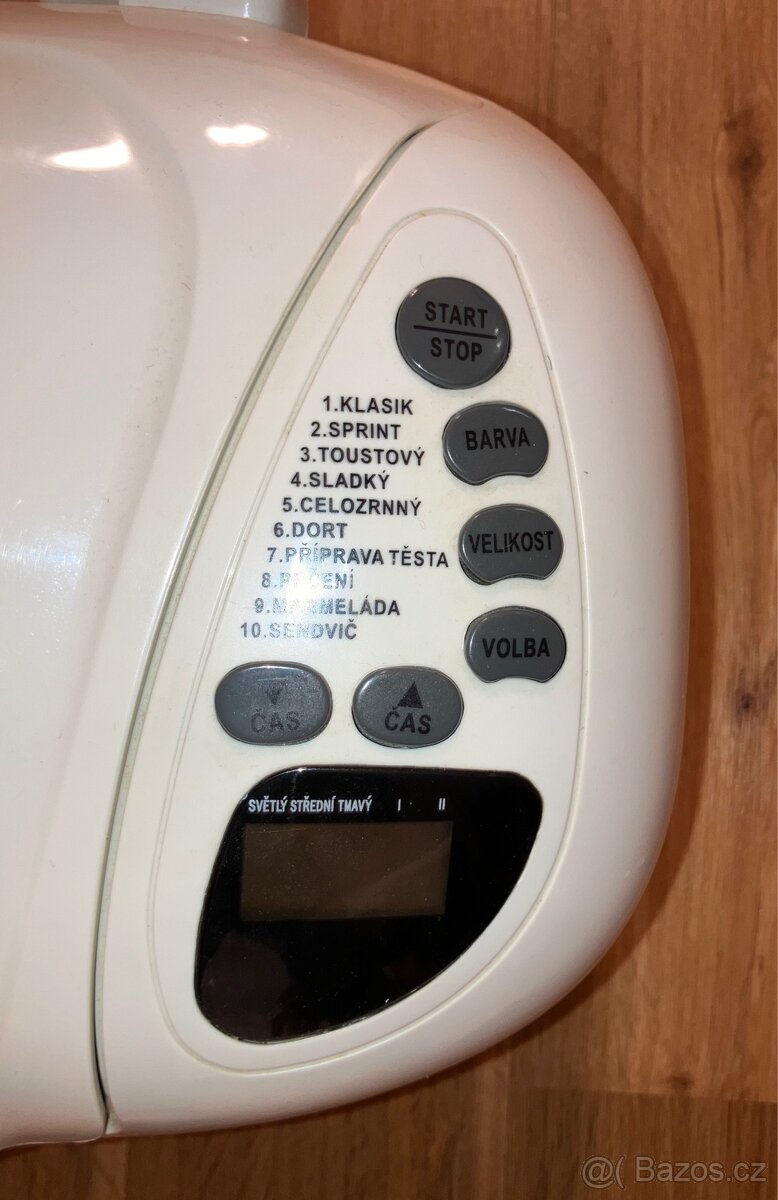 START
STOP
1.KLASIK
BARVA
2.SPRINT
3.TOUSTOVÝ
4.SLADKÝ
5.CELOZRNNÝ
6.DORT
VELIKOST
7.PŘÍPRAVA TĚSTA
8.PEČENÍ
9.MARMELÁDA
10.SENDVIČ
VOLBA
ČAS
ČAS
SVĚTLÝ STŘEDNÍ TMAVÝ I II
@( Bazos.cz